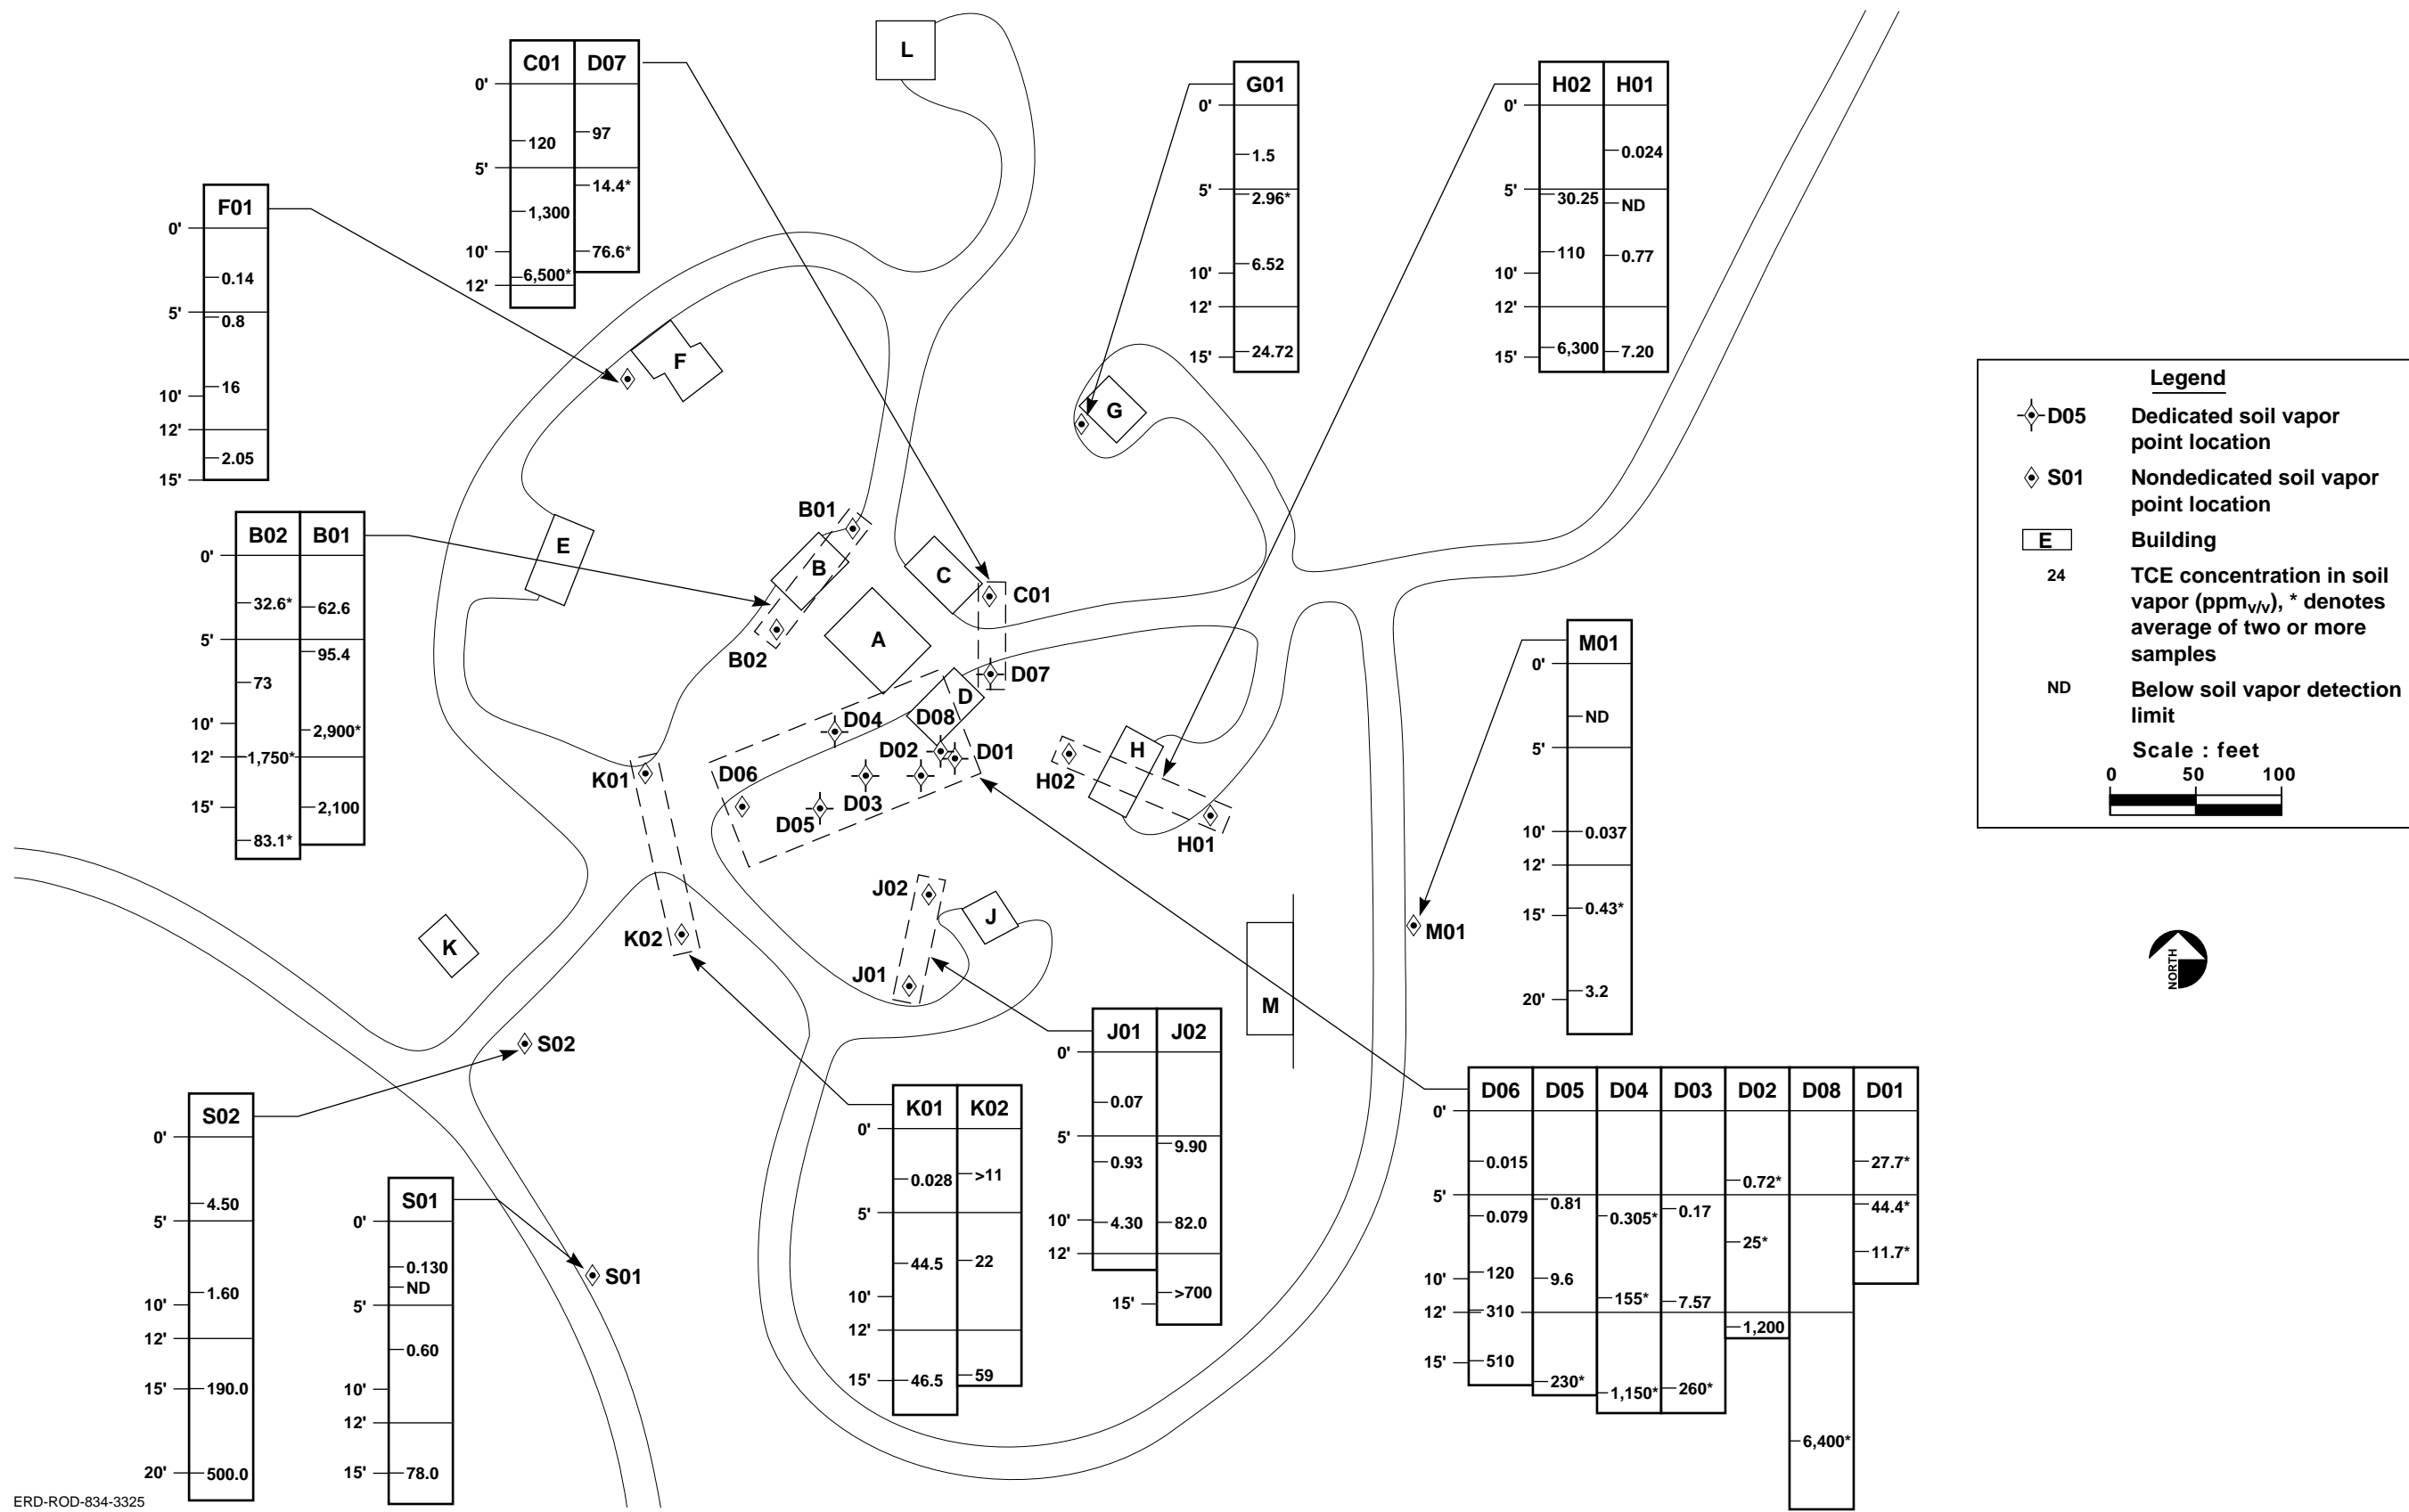 L
C01 D07
0'
120
97
5'
14.4*
1,300
10'
76.6*
6,500*
12'
G01
0'
1.5
5'
2.96*
6.52
10'
12'
24.72
15'
H02 H01
0'
0.024
5'
30.25
ND
110
0.77
10'
12'
6,300
7.20
15'
F01
0'
0.14
5'
0.8
16
10'
12'
2.05
15'
B02 B01
0'
32.6*
62.6
5'
95.4
73
10'
2,900*
12'
1,750*
15'
2,100
83.1*
F
G
E
B01
B
B02
A
C
C01
D07
D
D08
D04
D02
D01
D06
D03
D05
K01
K02
K
H
H02
H01
J02
J
J01
M
M01
S02
S01
M01
0'
ND
5'
10'
0.037
12'
0.43*
15'
3.2
20'
Legend
D05 Dedicated soil vapor
point location
S01 Nondedicated soil vapor
point location
E Building
24 TCE concentration in soil
vapor (ppmv/v), * denotes
average of two or more
samples
ND Below soil vapor detection
limit
Scale : feet
0 50 100
NORTH
S02
0'
4.50
5'
1.60
10'
12'
15'
190.0
20'
500.0
S01
0'
0.130
ND
5'
0.60
10'
12'
15'
78.0
K01 K02
0'
0.028
>11
5'
44.5
22
10'
12'
15'
46.5
59
J01 J02
0'
0.07
5'
9.90
0.93
10'
4.30
82.0
12'
>700
15'
D06 D05 D04 D03 D02 D08 D01
0'
0.015
0.72*
27.7*
5'
0.81
0.079
0.305*
0.17
25*
44.4*
11.7*
10'
120
9.6
155*
7.57
12'
310
1,200
15'
510
230*
1,150*
260*
6,400*
ERD-ROD-834-3325